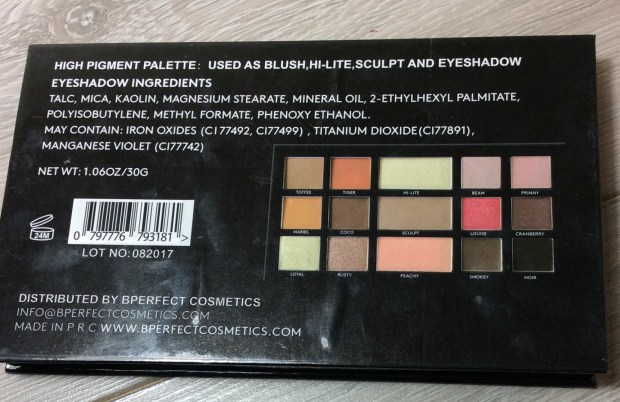 HIGH PIGMENT PALETTE: USED AS BLUSH,HI-LITE,SCULPT AND EYESHADOW
EYESHADOW INGREDIENTS
TALC, MICA, KAOLIN, MAGNESIUM STEARATE, MINERAL OIL, 2-ETHYLHEXYL PALMITATE,
POLYISOBUTYLENE, METHYL FORMATE, PHENOXY ETHANOL.
MAY CONTAIN: IRON OXIDES (CI77492, CI77499) , TITANIUM DIOXIDE(CI77891),
MANGANESE VIOLET (CI77742)
NET WT: 1.06OZ/30G
TOFFEE TIGER HI-LITE BEAM PRIMNY
MARBS COCO SCULPT LOUISE CRANBERRY
LOYAL RUSTY PEACHY SMOKEY NOIR
24M
0 797776 793181 >
LOT NO: 082017
DISTRIBUTED BY BPERFECT COSMETICS
INFO@BPERFECTCOSMETICS.COM
MADE IN P R C WWW.BPERFECTCOSMETICS.COM